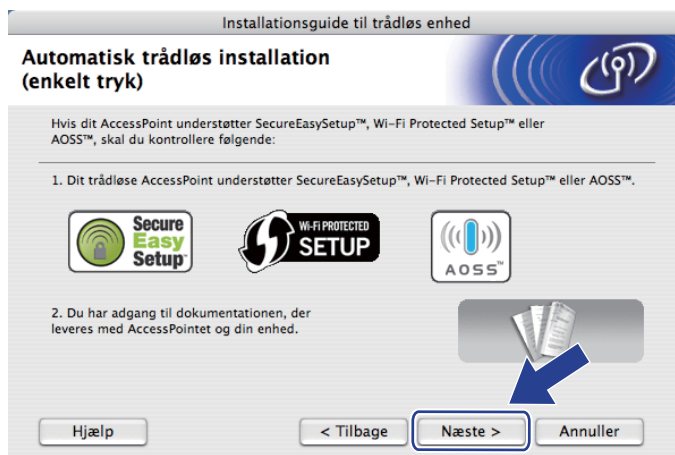 Installationsguide til trådløs enhed
Automatisk trådløs installation
(enkelt tryk)
Hvis dit AccessPoint understøtter SecureEasySetup™, Wi-Fi Protected Setup™ eller
AOSS™, skal du kontrollere følgende:
1. Dit trådløse AccessPoint understøtter SecureEasySetup™, Wi-Fi Protected Setup™ eller AOSS™.
Secure
Easy
Setup™
Wi-Fi PROTECTED
SETUP
AOSS™
2. Du har adgang til dokumentationen, der
leveres med AccessPointet og din enhed.
Hjælp
< Tilbage
Næste >
Annuller